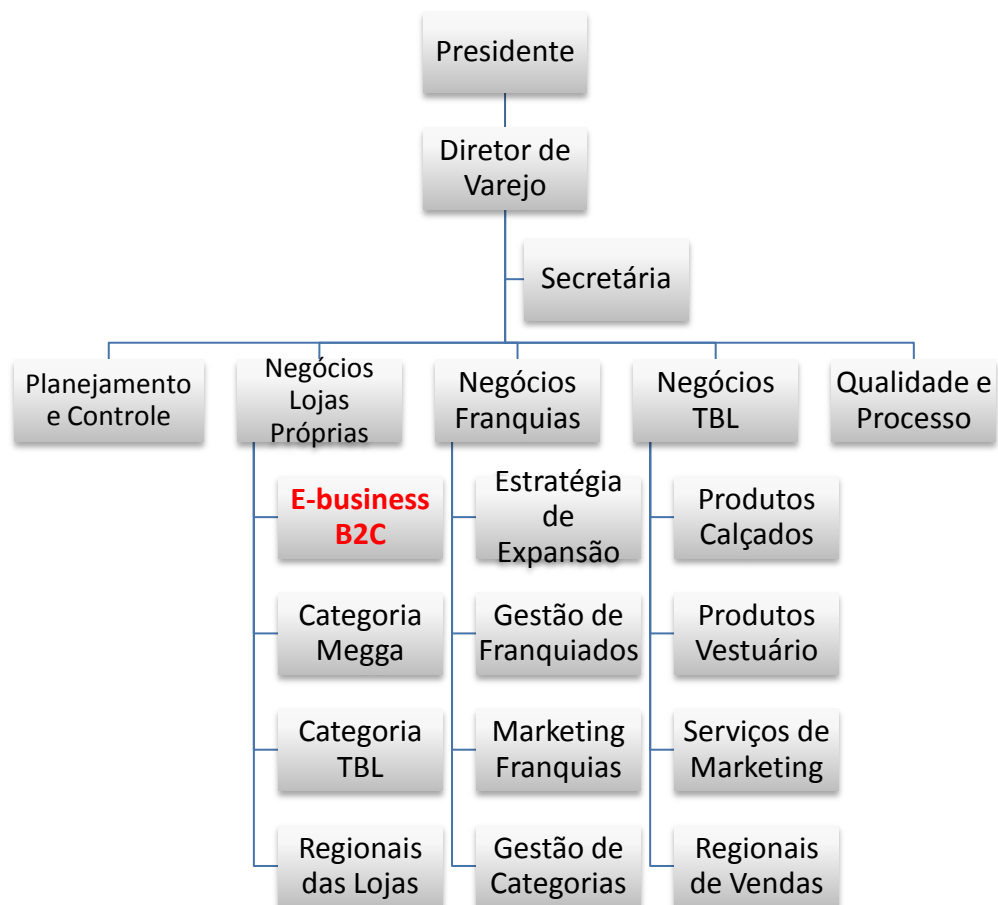 Presidente
Diretor de
Varejo
Secretária
Planejamento
e Controle
Negócios
Lojas
Próprias
Negócios
Franquias
Negócios
TBL
Qualidade e
Processo
E-business
B2C
Estratégia
de
Expansão
Produtos
Calçados
Categoria
Megga
Gestão de
Franquiados
Produtos
Vestuário
Categoria
TBL
Marketing
Franquias
Serviços de
Marketing
Regionais
das Lojas
Gestão de
Categorias
Regionais
de Vendas